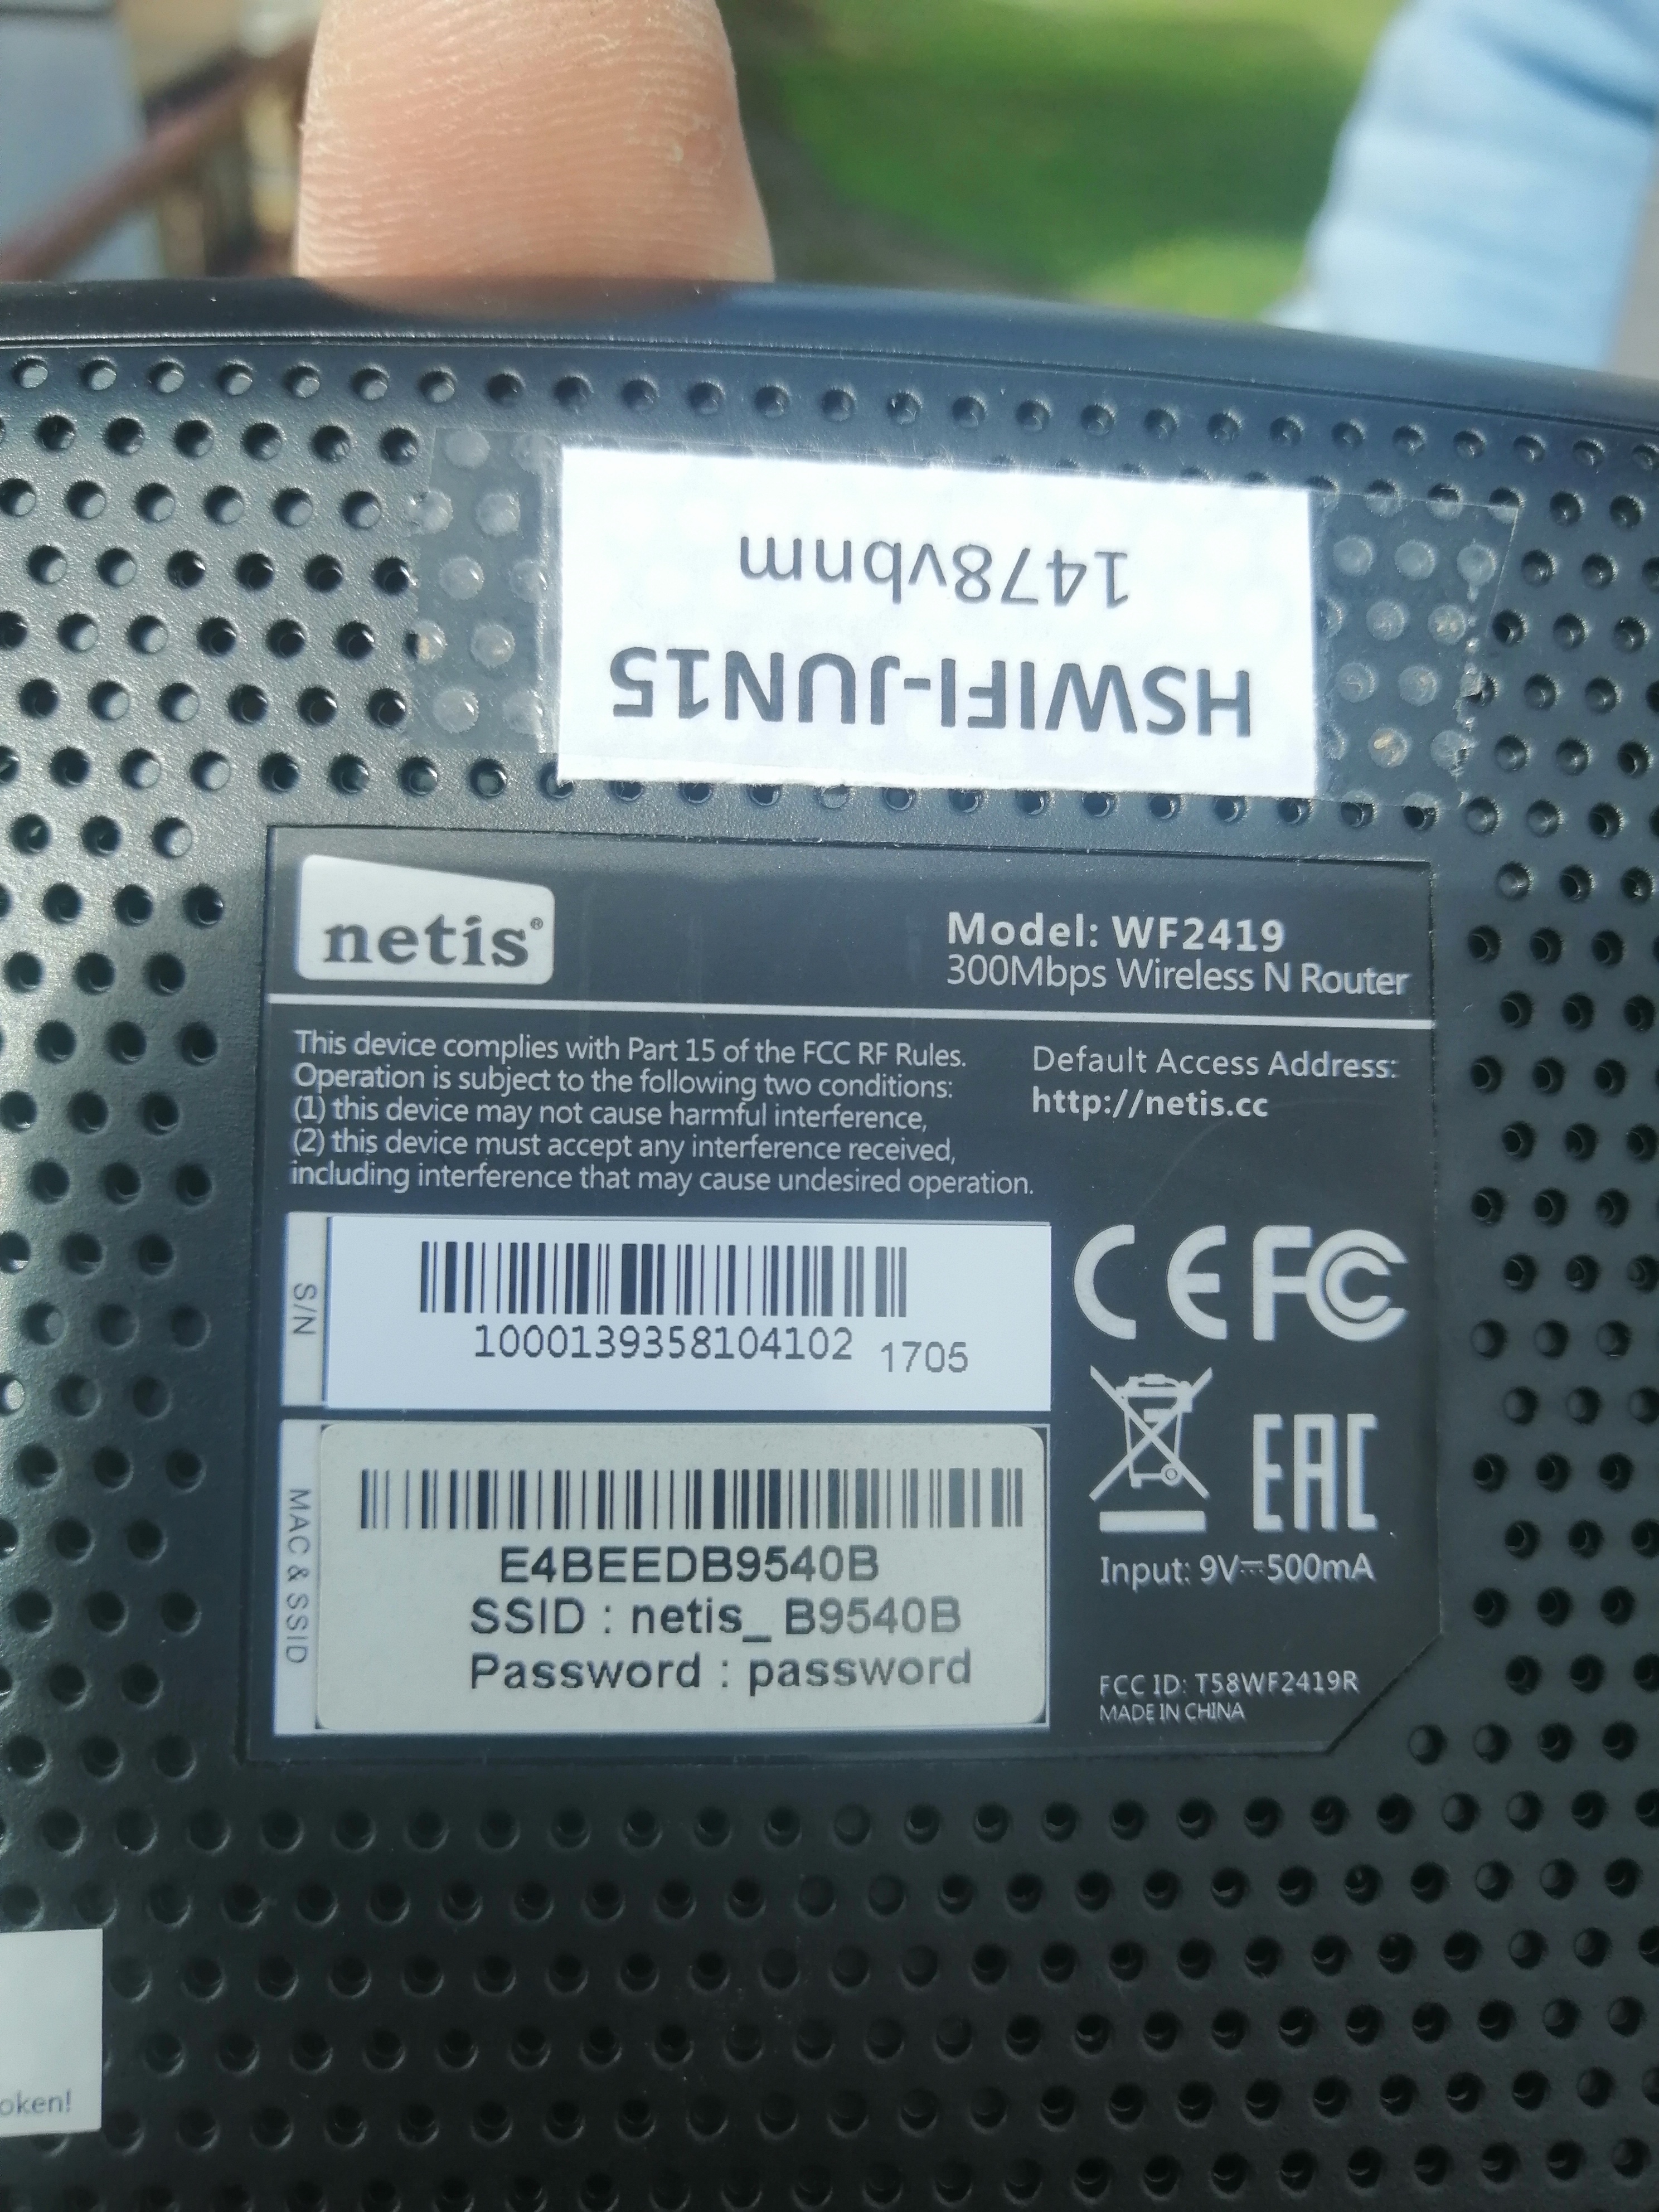 HSWIFI-JUN15
1478vbnm
netis®
Model: WF2419
300Mbps Wireless N Router
This device complies with Part 15 of the FCC RF Rules.
Operation is subject to the following two conditions:
(1) this device may not cause harmful interference,
(2) this device must accept any interference received,
including interference that may cause undesired operation.
Default Access Address:
http://netis.cc
S/N
1000139358104102 1705
CE FC
EAC
MAC & SSID
E4BEEDB9540B
SSID : netis_ B9540B
Password : password
Input: 9V⎓500mA
FCC ID: T58WF2419R
MADE IN CHINA
oken!